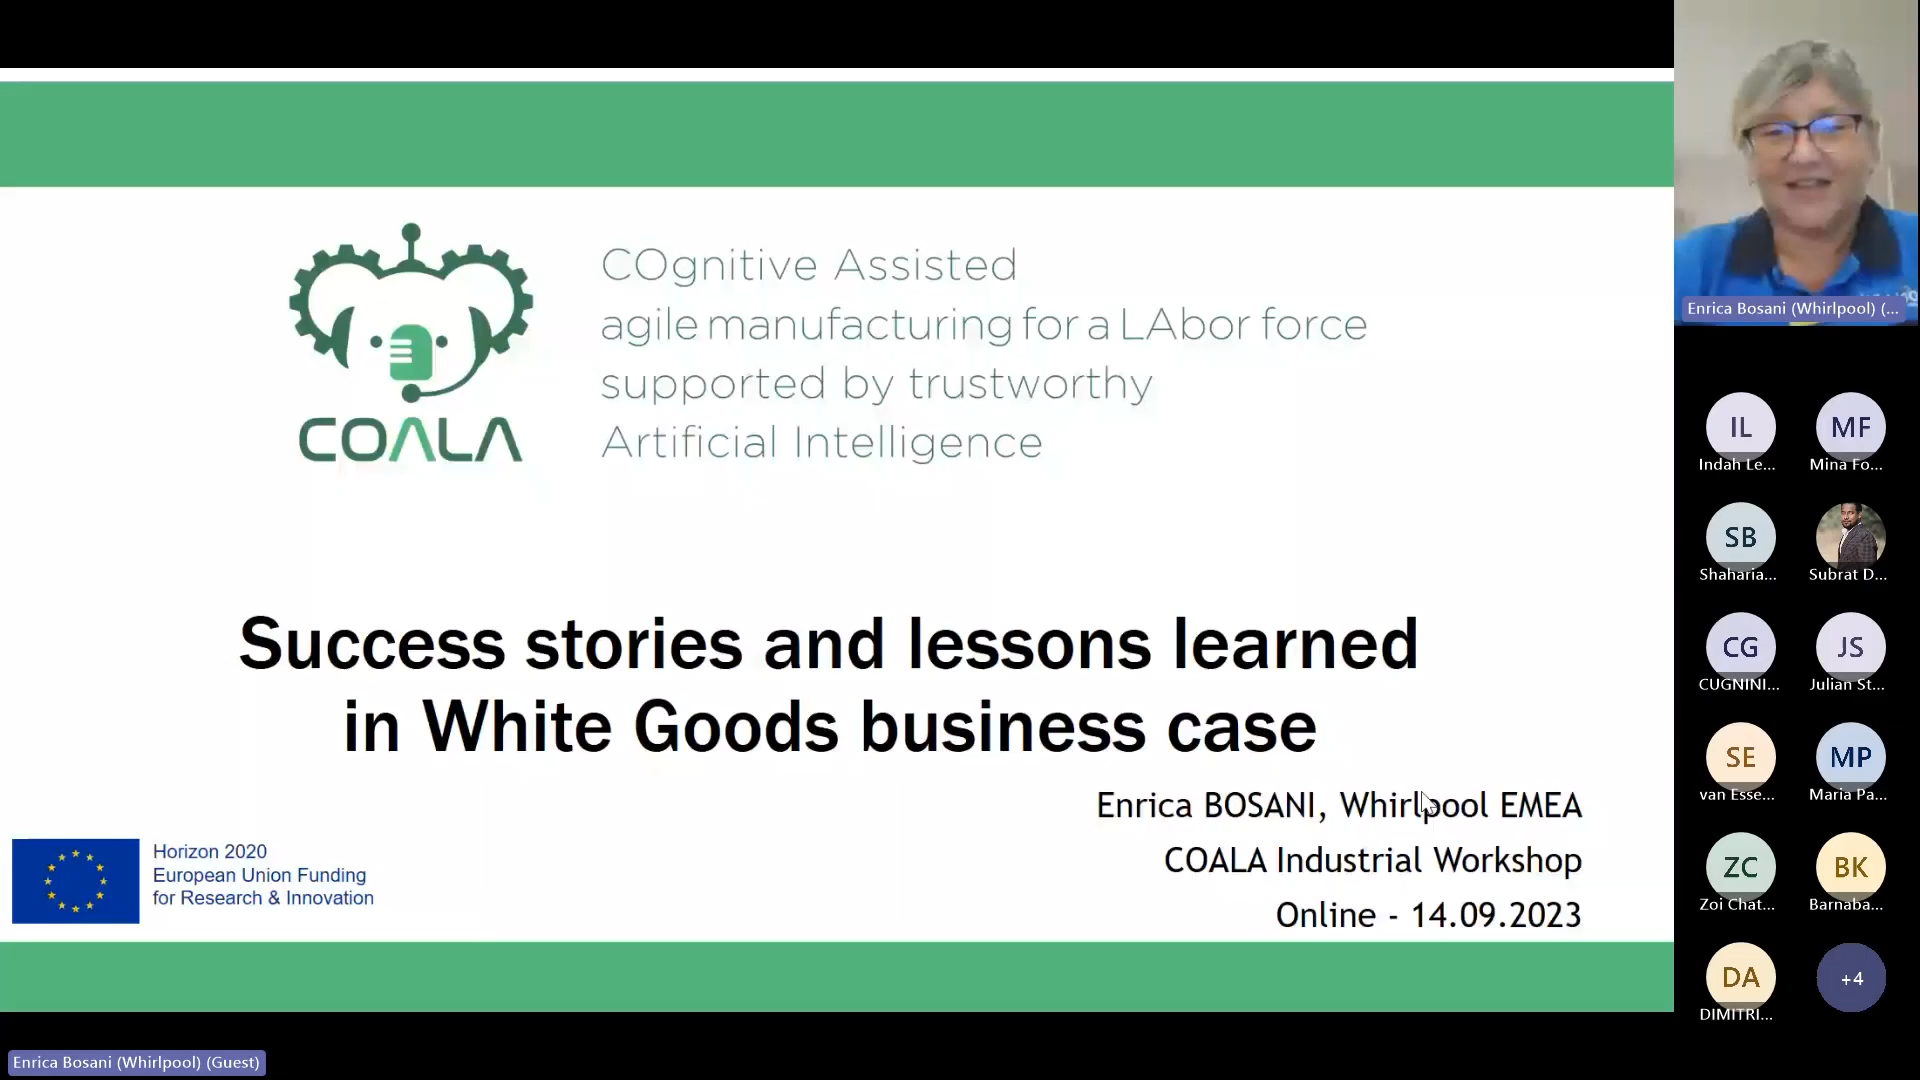 COgnitive Assisted
agile manufacturing for a LAbor force
supported by trustworthy
Artificial Intelligence
COALA
Success stories and lessons learned
in White Goods business case
Enrica BOSANI, Whirlpool EMEA
COALA Industrial Workshop
Online - 14.09.2023
Horizon 2020
European Union Funding
for Research & Innovation
Enrica Bosani (Whirlpool) (Guest)
Enrica Bosani (Whirlpool) (...
IL
MF
Indah Le...
Mina Fo...
SB
Shaharia...
Subrat D...
CG
JS
CUGNINI...
Julian St...
SE
MP
van Esse...
Maria Pa...
ZC
BK
Zoi Chat...
Barnaba...
DA
+4
DIMITRI...